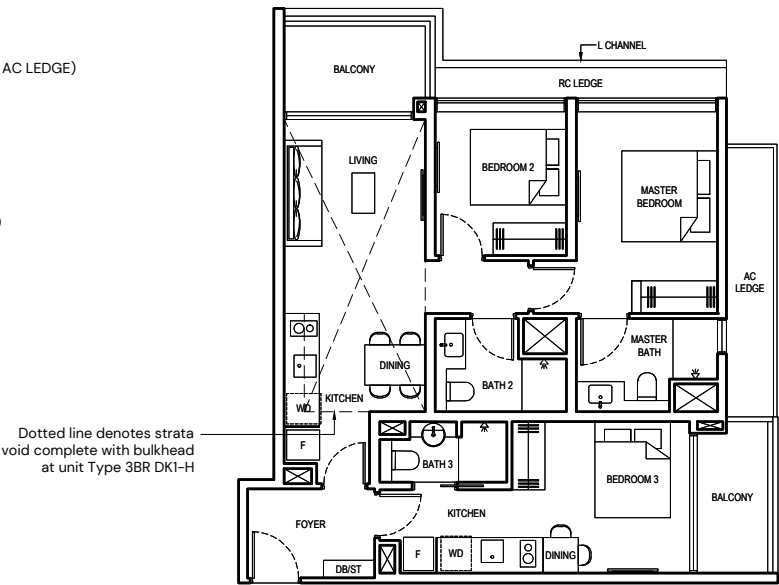 AC LEDGE)
)
L CHANNEL
BALCONY
RC LEDGE
LIVING
BEDROOM 2
MASTER
BEDROOM
AC
LEDGE
MASTER
BATH
DINING
BATH 2
KITCHEN
WD
Dotted line denotes strata
void complete with bulkhead
at unit Type 3BR DK1-H
F
BATH 3
BEDROOM 3
BALCONY
KITCHEN
FOYER
F
WD
DINING
DB/ST